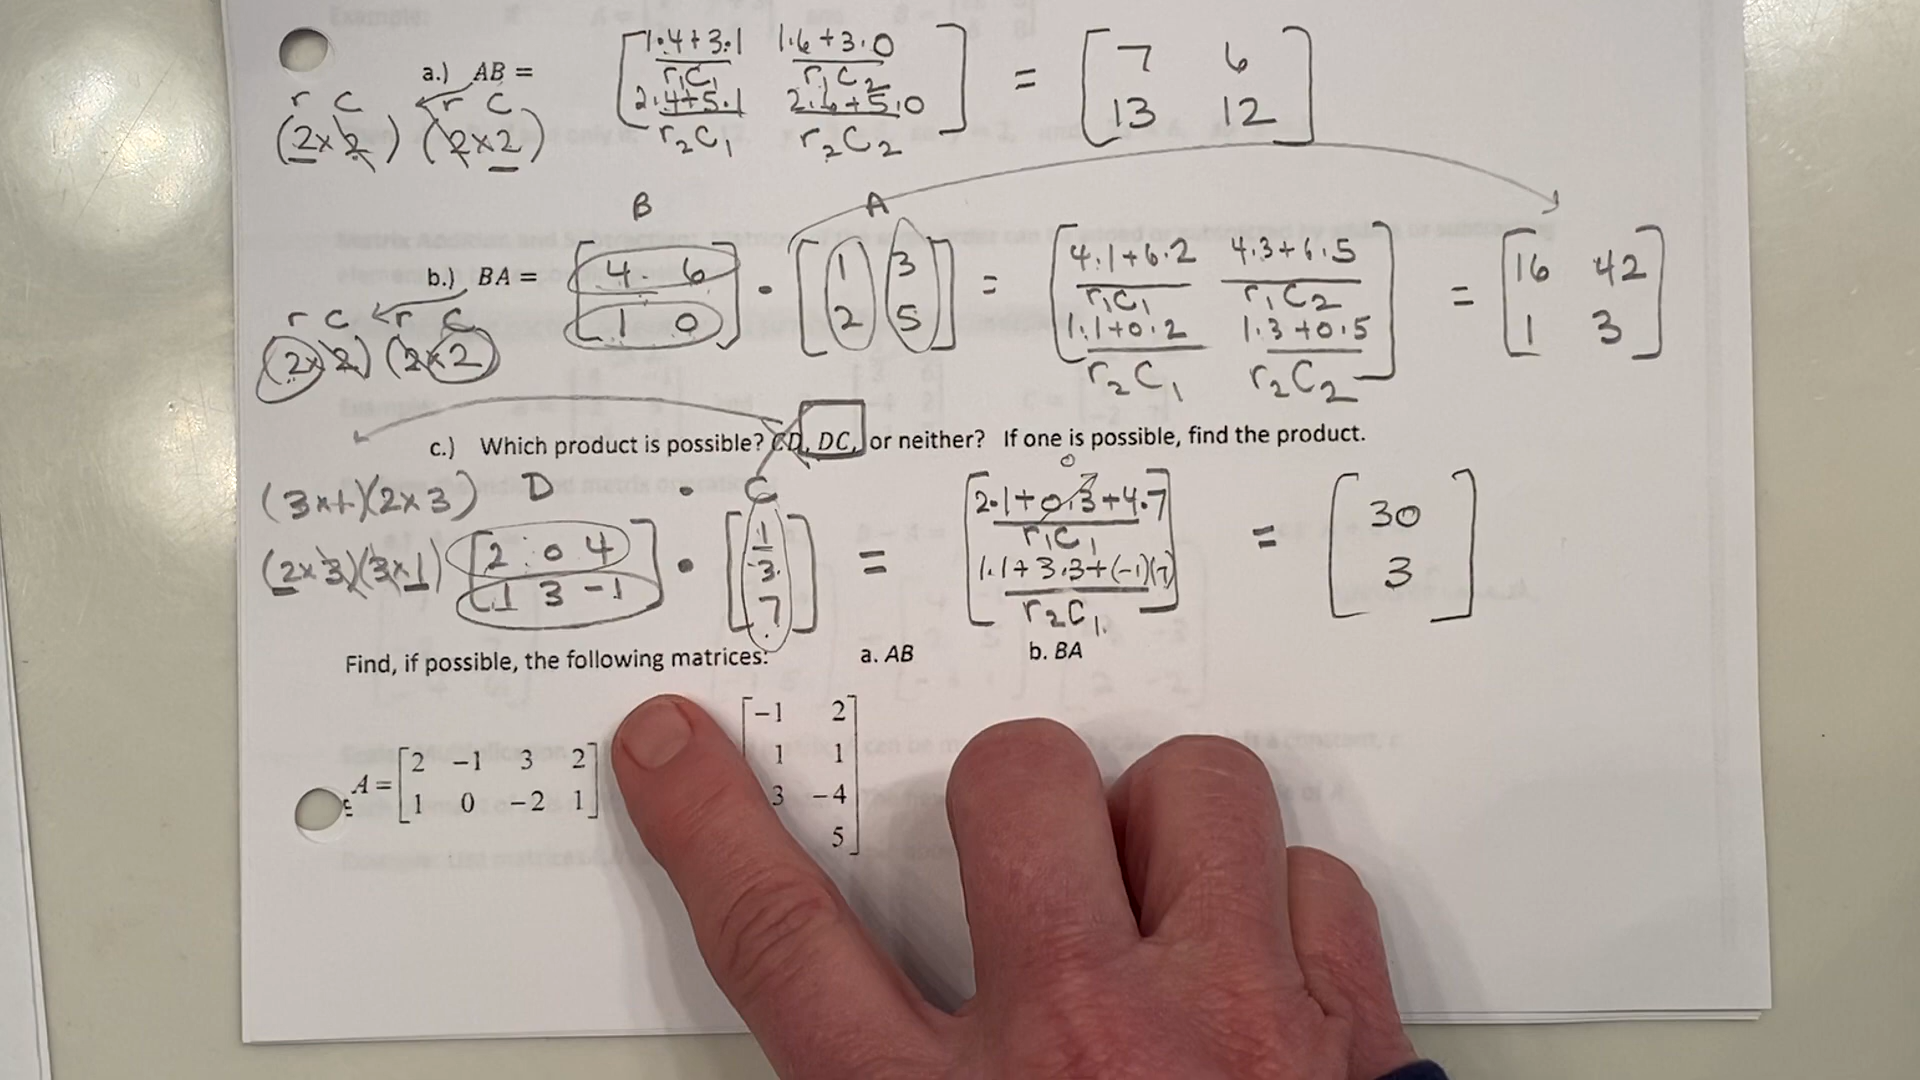 a.) AB = [1·4+3·1 1·6+3·0] = [7 6]
r₁C₁ r₁C₂
r c r c 2·4+5·1 2·6+5·0 13 12
(2x2) (2x2) r₂C₁ r₂C₂
B A
b.) BA = [4 6] · [1 3] = [4·1+6·2 4·3+6·5] = [16 42]
r₁C₁ r₁C₂
r c r c [1 0] [2 5] 1·1+0·2 1·3+0·5 [1 3]
(2x2) (2x2) r₂C₁ r₂C₂
c.) Which product is possible? CD, DC, or neither? If one is possible, find the product.
(3x1)(2x3) D · C 2·1+0·3+4·7 = [30
0
r₁C₁
(2x3)(3x1) [2 0 4] · [1 = 1·1+3·3+(-1)(7) 3]
[1 3 -1] 3
7] r₂C₁
Find, if possible, the following matrices: a. AB b. BA
A = [2 −1 3 2] [−1 2
[1 0 −2 1] 1 1
3 −4
5]